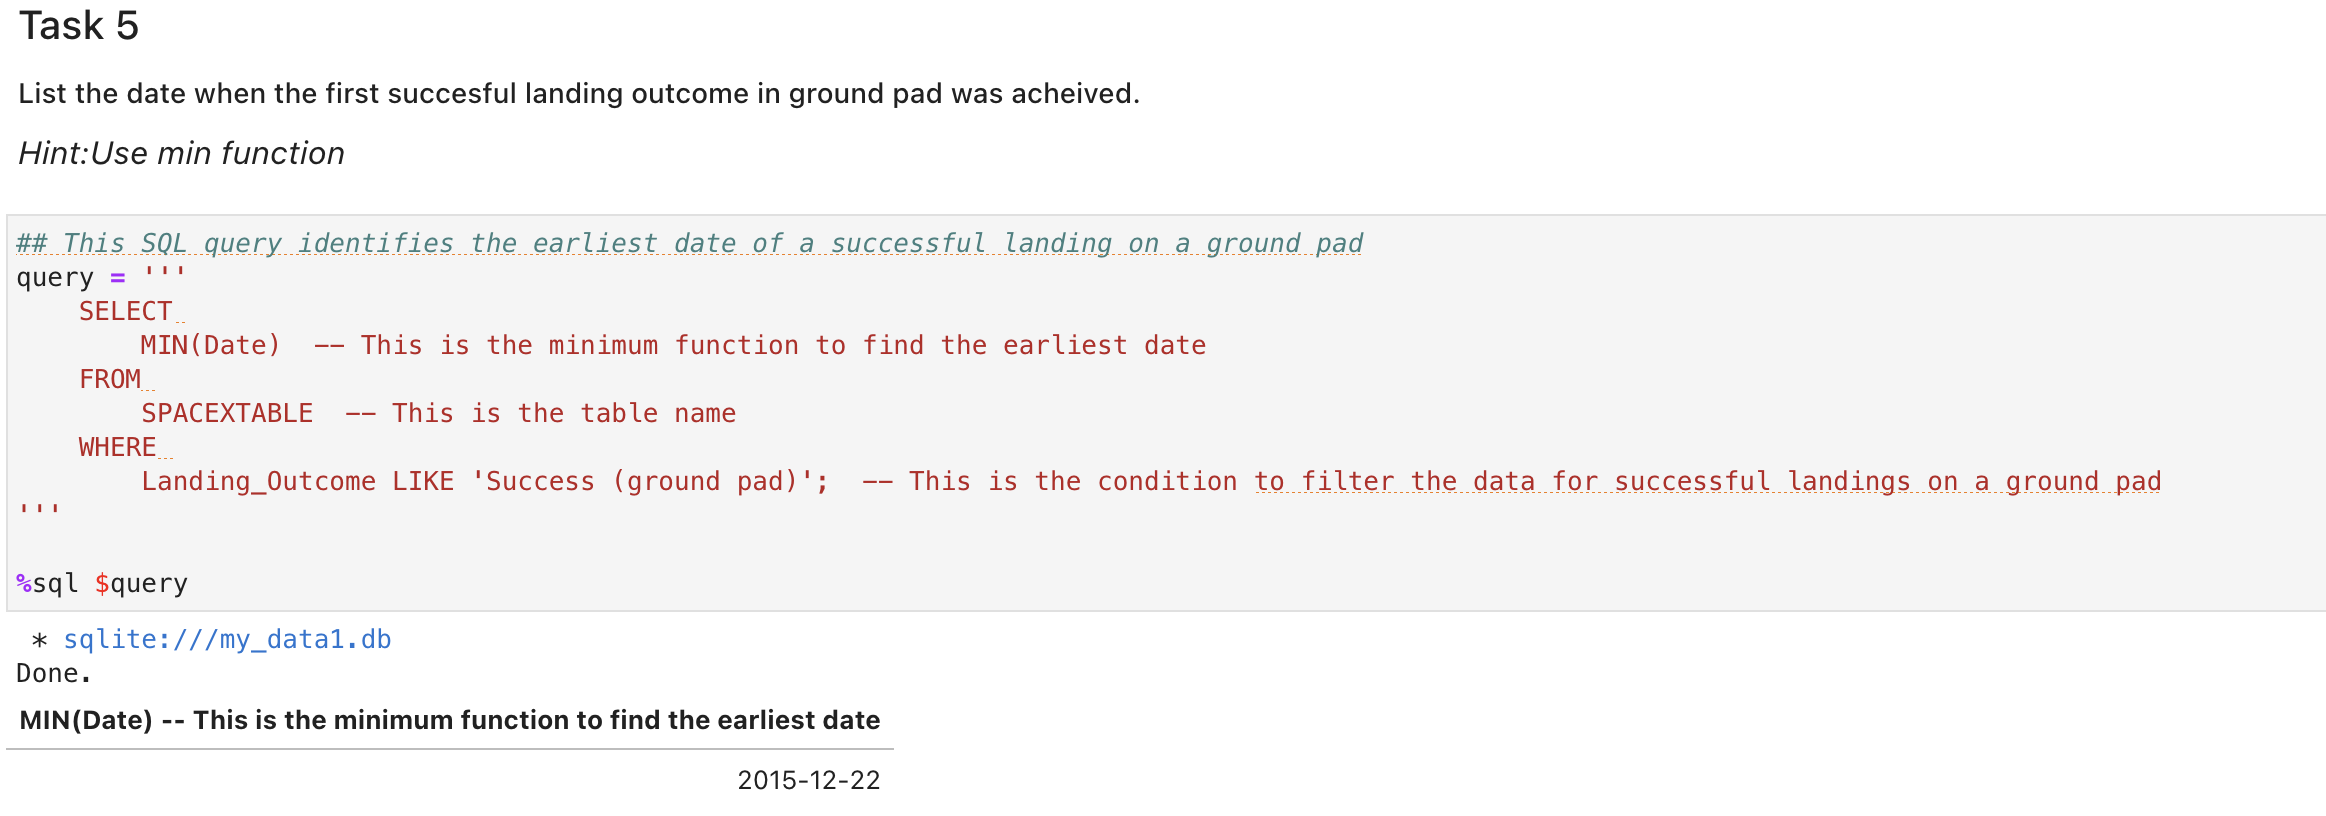 Task 5
List the date when the first succesful landing outcome in ground pad was acheived.
Hint:Use min function
## This SQL query identifies the earliest date of a successful landing on a ground pad
query = '''
    SELECT
        MIN(Date)  -- This is the minimum function to find the earliest date
    FROM
        SPACEXTABLE  -- This is the table name
    WHERE
        Landing_Outcome LIKE 'Success (ground pad)';  -- This is the condition to filter the data for successful landings on a ground pad
'''
%sql $query
 * sqlite:///my_data1.db
Done.
MIN(Date) -- This is the minimum function to find the earliest date
2015-12-22